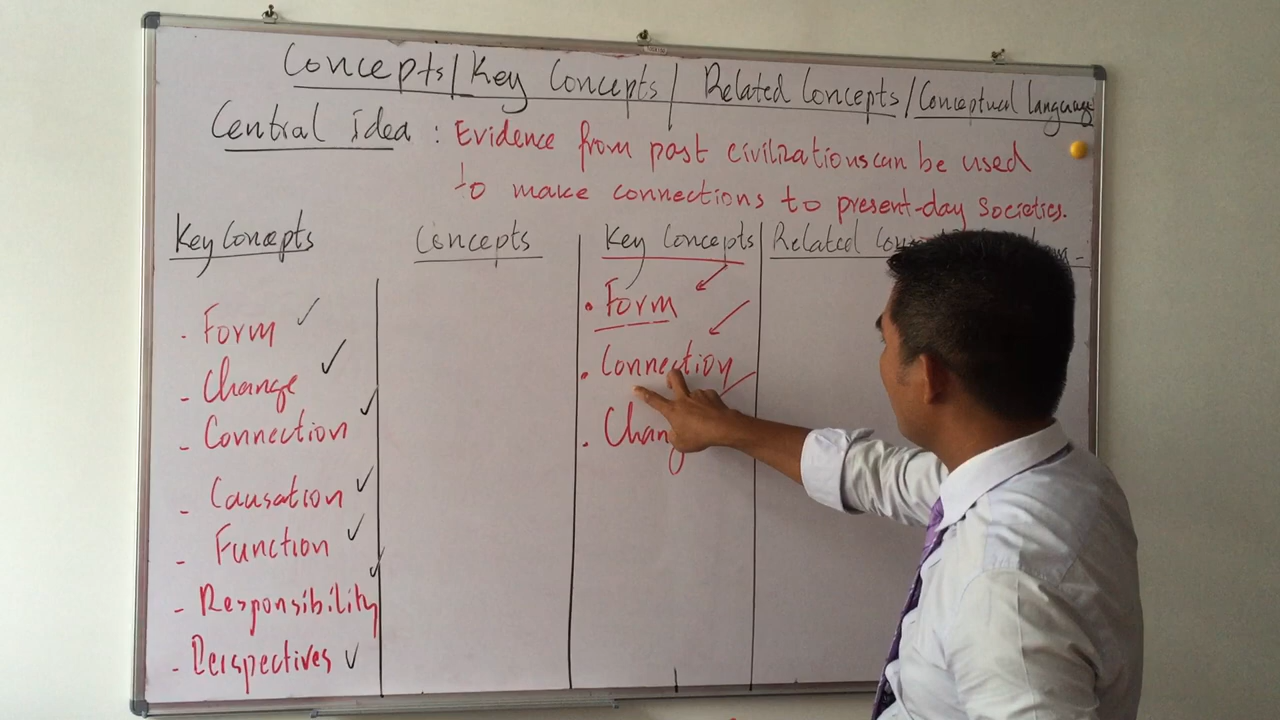 Concepts/Key Concepts/Related Concepts/Conceptual language
Central idea : Evidence from past civilizations can be used
to make connections to present-day societies.
Key Concepts
- Form ✓
- Change ✓
- Connection ✓
- Causation ✓
- Function ✓
- Responsibility ✓
- Perspectives ✓
Concepts
Key Concepts
• Form
• Connection
• Chan
Related